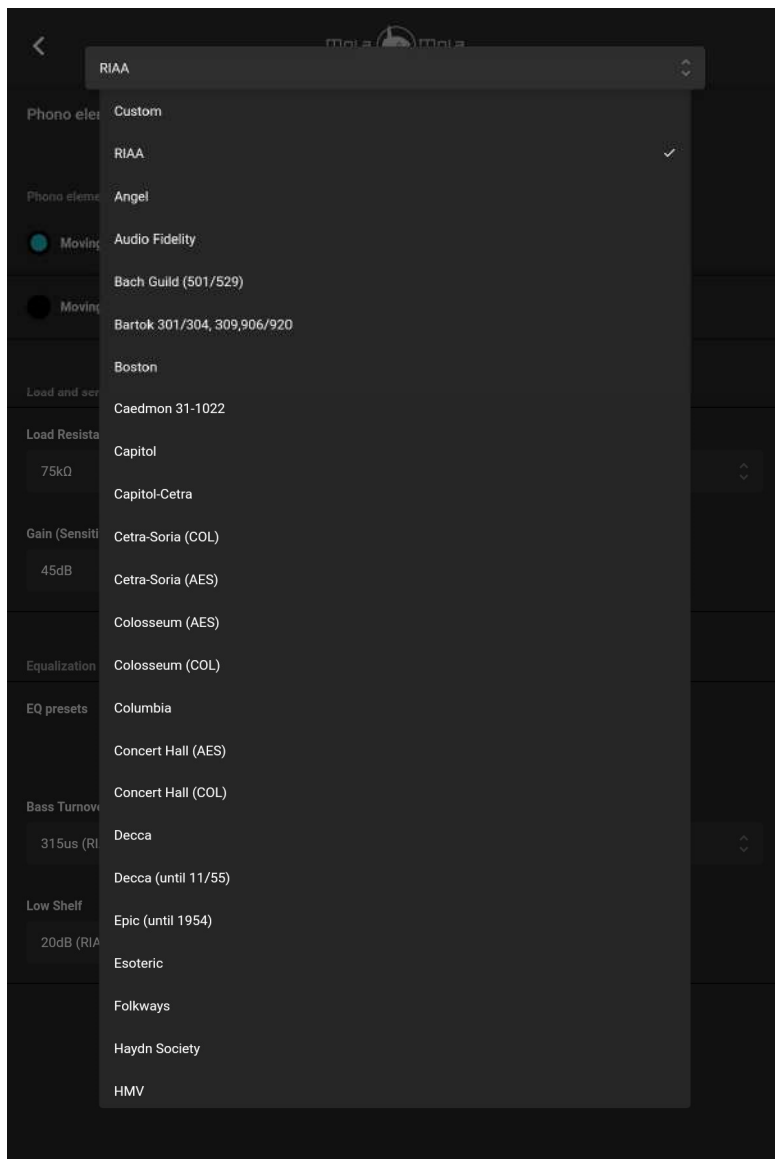 mola mola
RIAA
Phono ele
Custom
RIAA
Phono eleme
Angel
Moving
Audio Fidelity
Bach Guild (501/529)
Moving
Bartok 301/304, 309,906/920
Boston
Load and sen
Caedmon 31-1022
Load Resista
Capitol
75kΩ
Capitol-Cetra
Gain (Sensiti
Cetra-Soria (COL)
45dB
Cetra-Soria (AES)
Colosseum (AES)
Equalization
Colosseum (COL)
EQ presets
Columbia
Concert Hall (AES)
Concert Hall (COL)
Bass Turnove
Decca
315us (RI
Decca (until 11/55)
Low Shelf
Epic (until 1954)
20dB (RIA
Esoteric
Folkways
Haydn Society
HMV